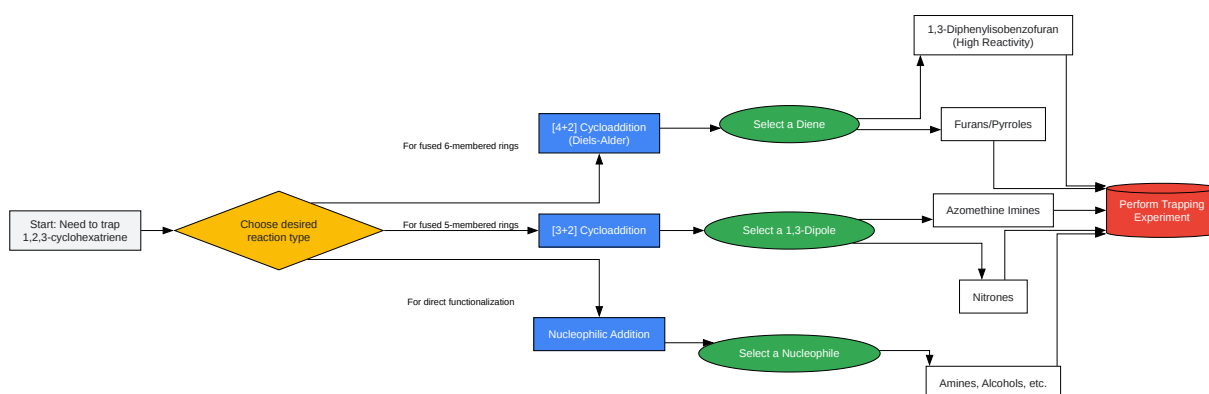 1,3-Diphenylisobenzofuran
(High Reactivity)
[4+2] Cycloaddition
(Diels-Alder)
Select a Diene
Furans/Pyrroles
For fused 6-membered rings
Start: Need to trap
1,2,3-cyclohexatriene
Choose desired
reaction type
For fused 5-membered rings
[3+2] Cycloaddition
Select a 1,3-Dipole
Azomethine Imines
Perform Trapping
Experiment
Nitrones
For direct functionalization
Nucleophilic Addition
Select a Nucleophile
Amines, Alcohols, etc.